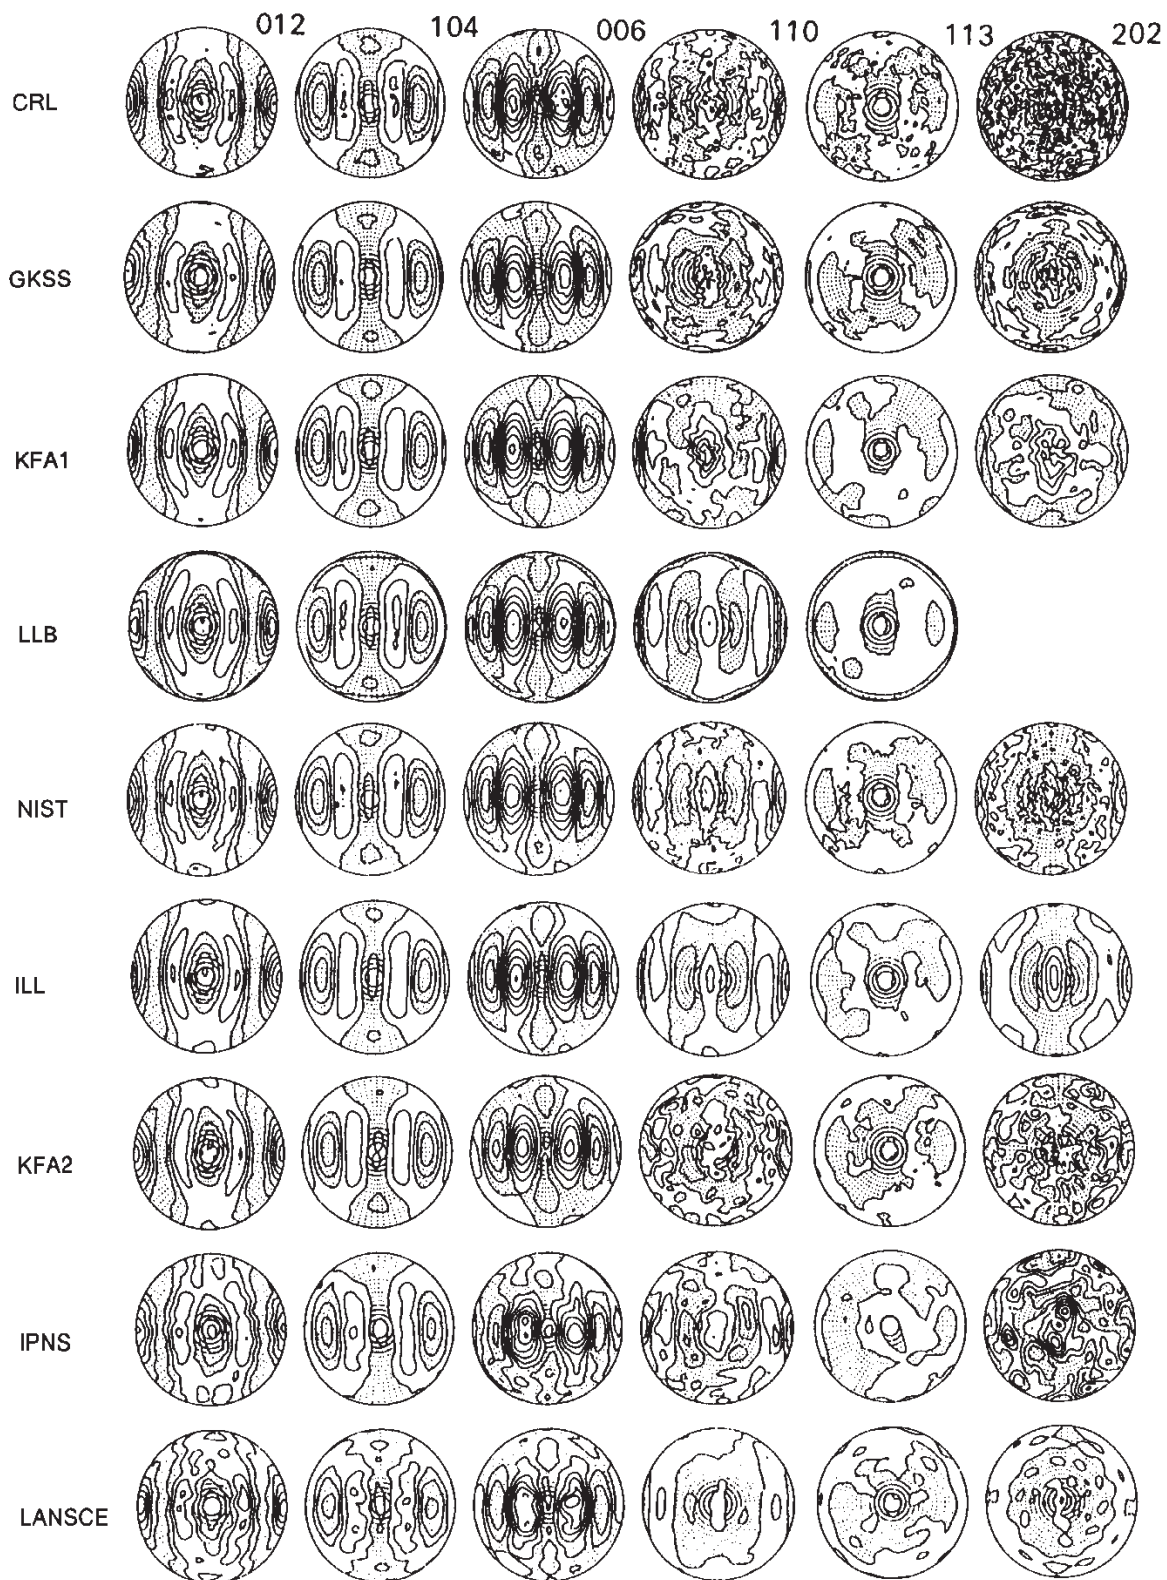 012 104 006 110 113 202
CRL
GKSS
KFA1
LLB
NIST
ILL
KFA2
IPNS
LANSCE